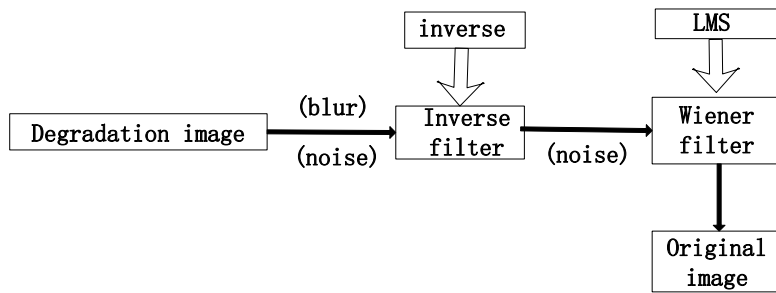 inverse
LMS
(blur)
Degradation image
(noise)
Inverse
filter
(noise)
Wiener
filter
Original
image